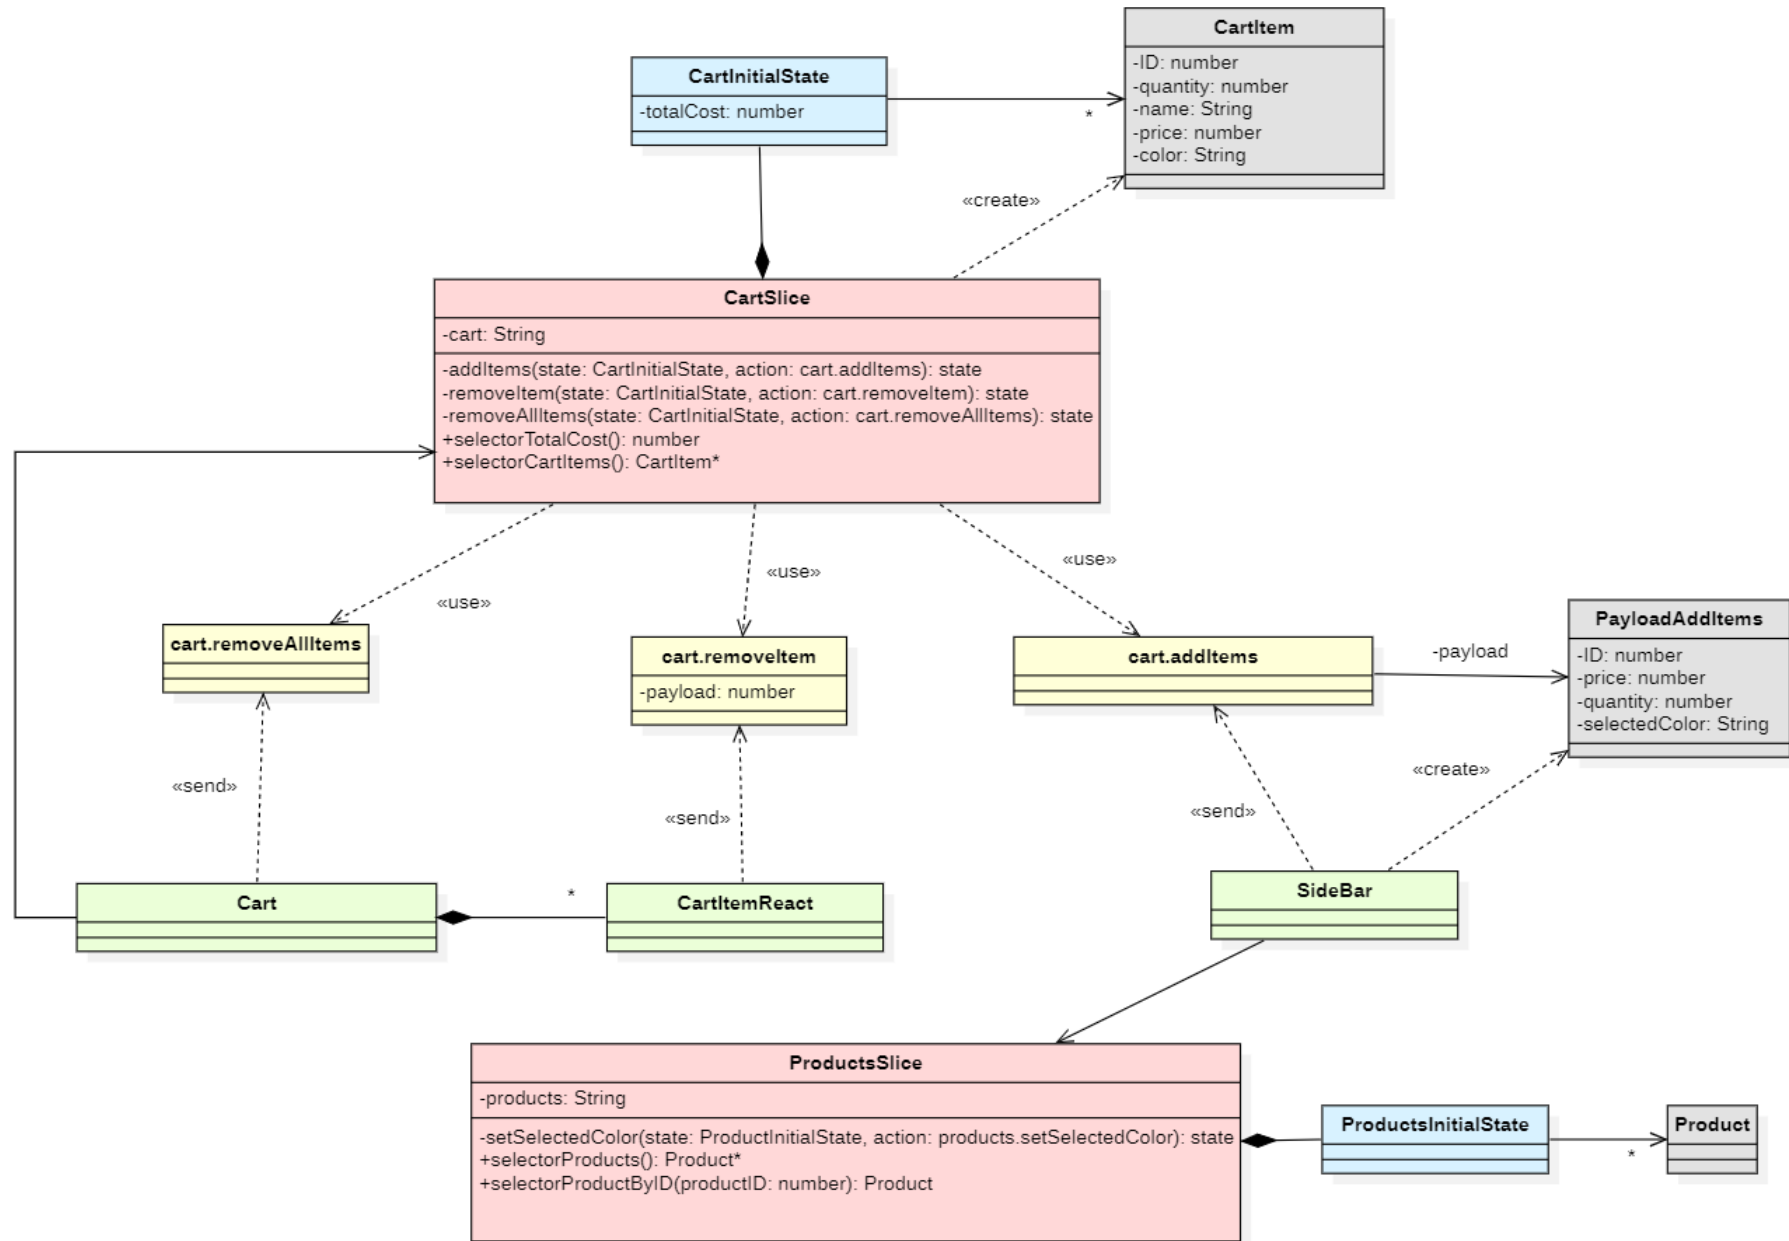 CartItem
-ID: number
-quantity: number
-name: String
-price: number
-color: String
CartInitialState
-totalCost: number
*
«create»
CartSlice
-cart: String
-addItems(state: CartInitialState, action: cart.addItems): state
-removeItem(state: CartInitialState, action: cart.removeItem): state
-removeAllItems(state: CartInitialState, action: cart.removeAllItems): state
+selectorTotalCost(): number
+selectorCartItems(): CartItem*
«use»
«use»
«use»
cart.removeAllItems
cart.removeItem
-payload: number
cart.addItems
-payload
PayloadAddItems
-ID: number
-price: number
-quantity: number
-selectedColor: String
«send»
«send»
«send»
«create»
Cart
*
CartItemReact
SideBar
ProductsSlice
-products: String
-setSelectedColor(state: ProductInitialState, action: products.setSelectedColor): state
+selectorProducts(): Product*
+selectorProductByID(productID: number): Product
ProductsInitialState
*
Product